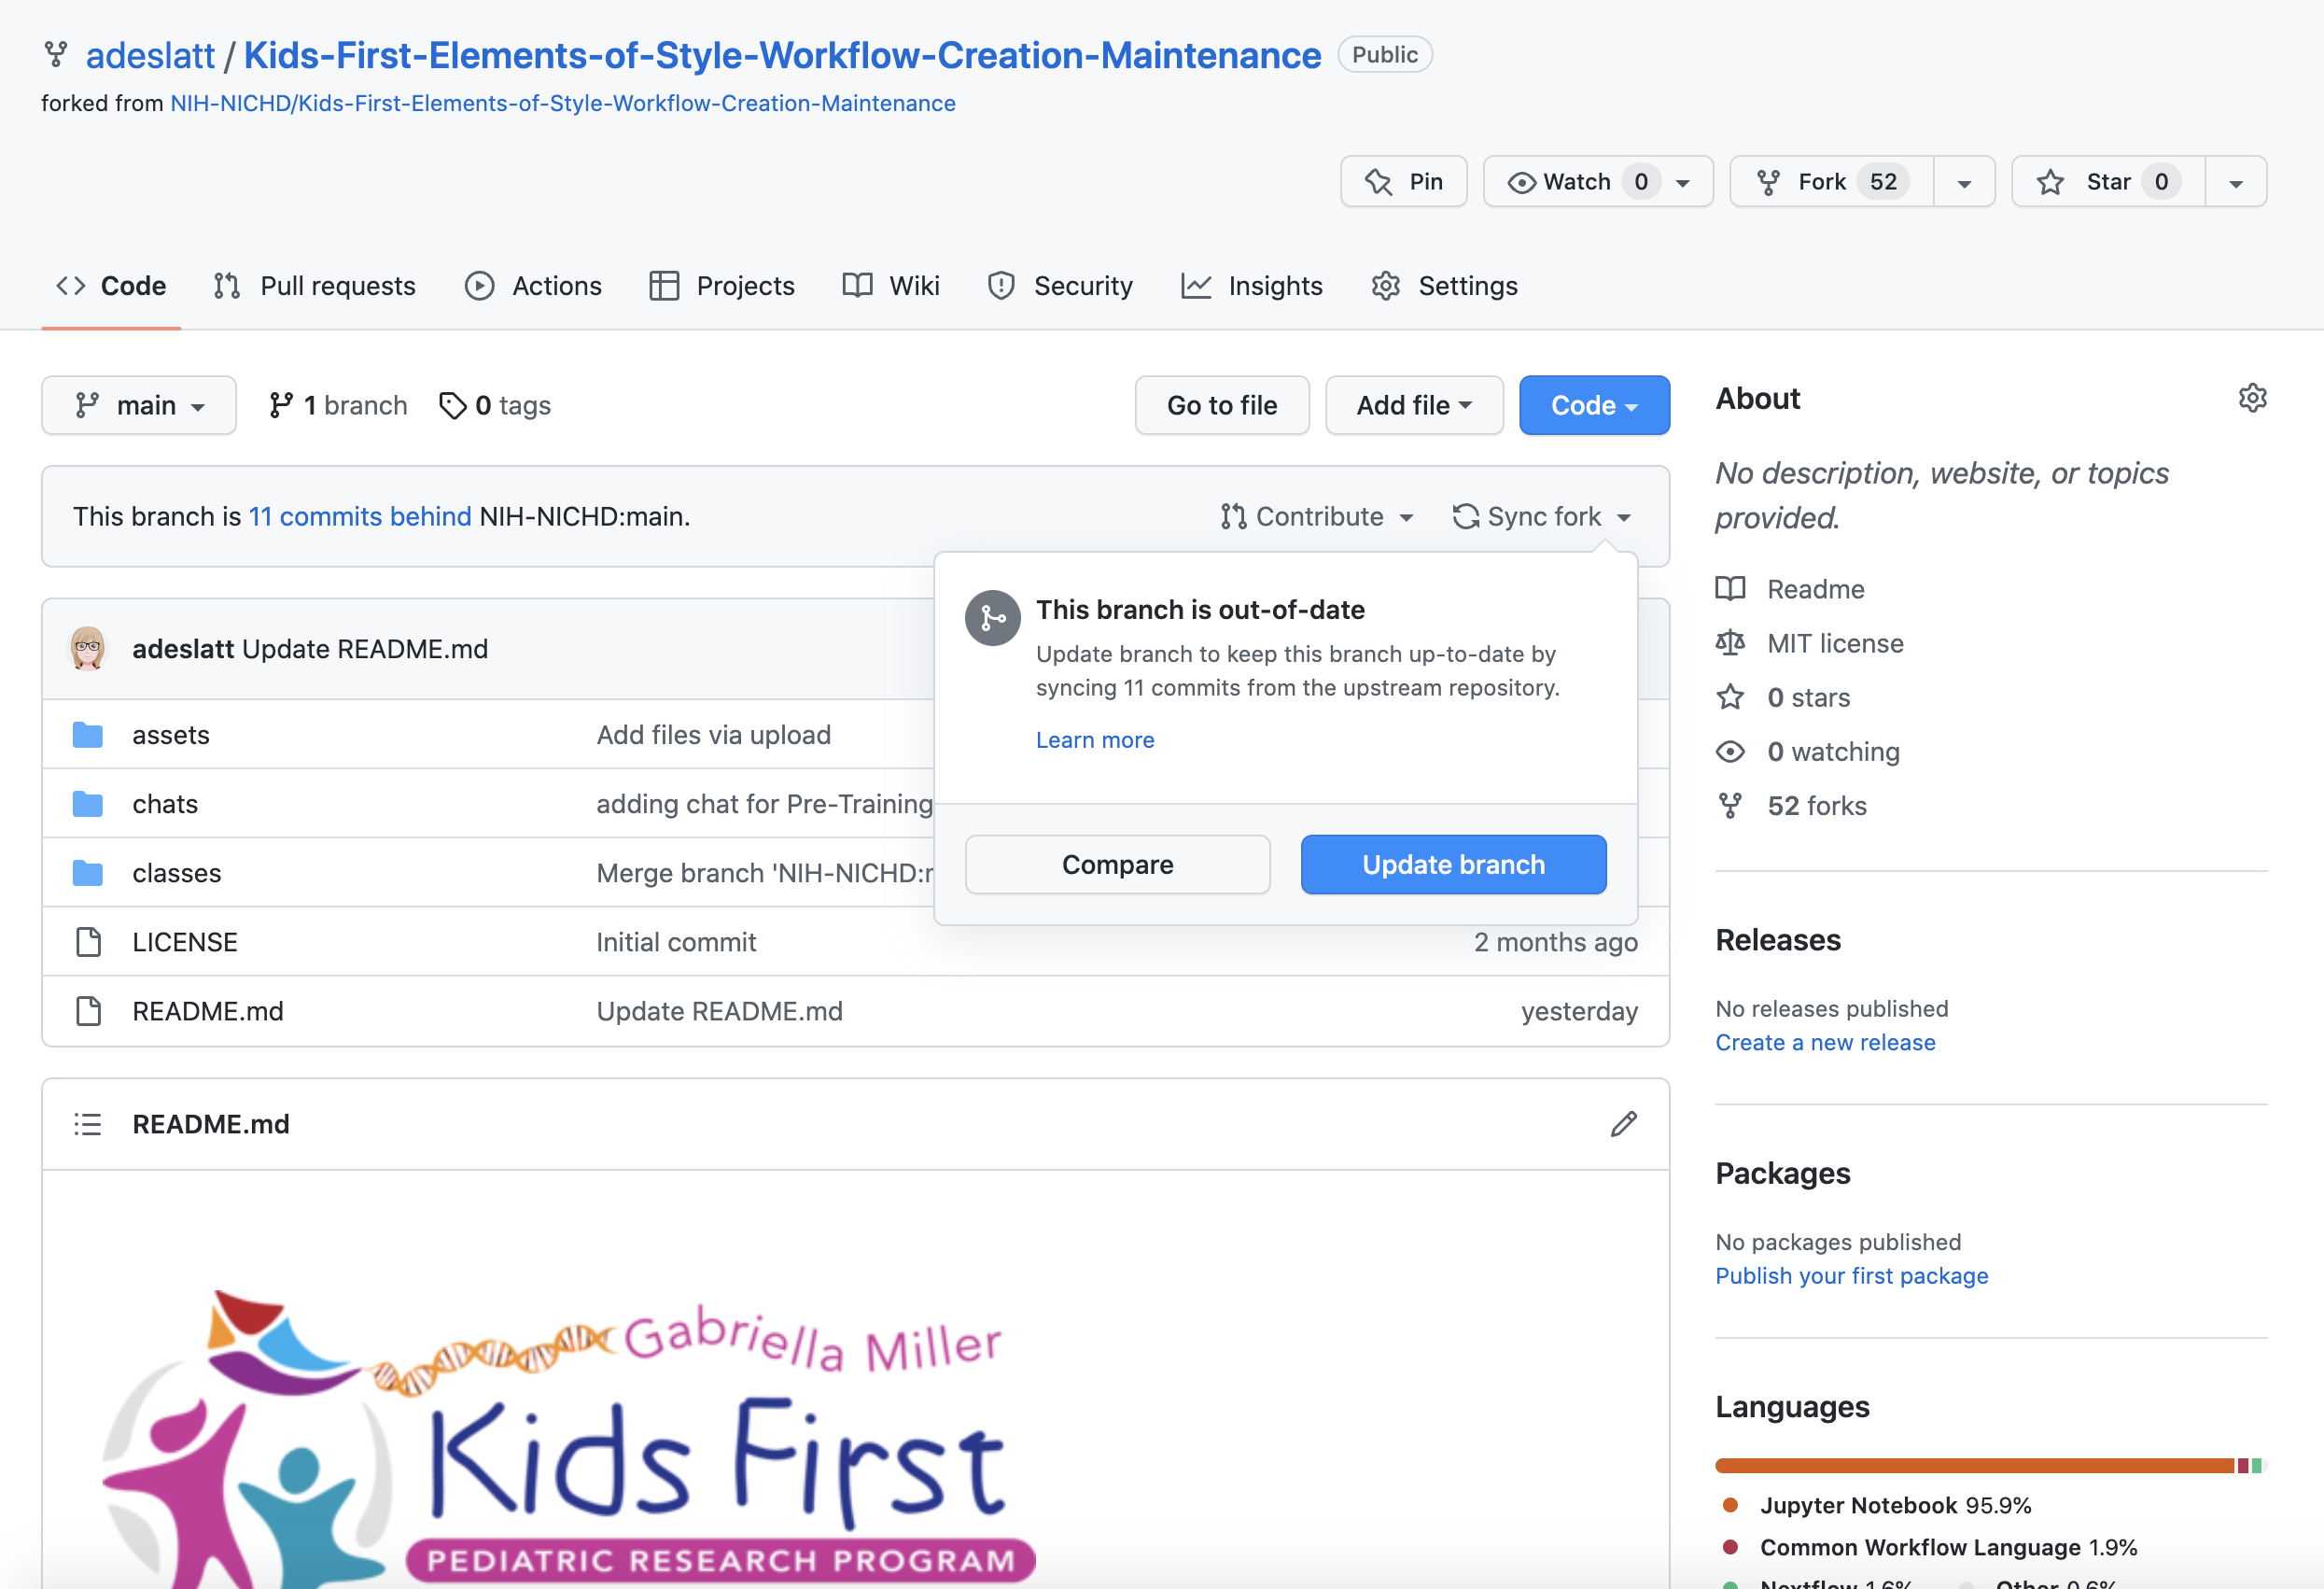 adeslatt / Kids-First-Elements-of-Style-Workflow-Creation-Maintenance Public
forked from NIH-NICHD/Kids-First-Elements-of-Style-Workflow-Creation-Maintenance
Pin Watch 0 Fork 52 Star 0
Code Pull requests Actions Projects Wiki Security Insights Settings
main 1 branch 0 tags Go to file Add file Code
This branch is 11 commits behind NIH-NICHD:main. Contribute Sync fork
This branch is out-of-date
Update branch to keep this branch up-to-date by
syncing 11 commits from the upstream repository.
Learn more
Compare Update branch
adeslatt Update README.md
assets Add files via upload
chats adding chat for Pre-Training
classes Merge branch 'NIH-NICHD:
LICENSE Initial commit 2 months ago
README.md Update README.md yesterday
README.md
Gabriella Miller
Kids First
PEDIATRIC RESEARCH PROGRAM
About
No description, website, or topics
provided.
Readme
MIT license
0 stars
0 watching
52 forks
Releases
No releases published
Create a new release
Packages
No packages published
Publish your first package
Languages
Jupyter Notebook 95.9%
Common Workflow Language 1.9%
Nextflow 1.6% Other 0.6%